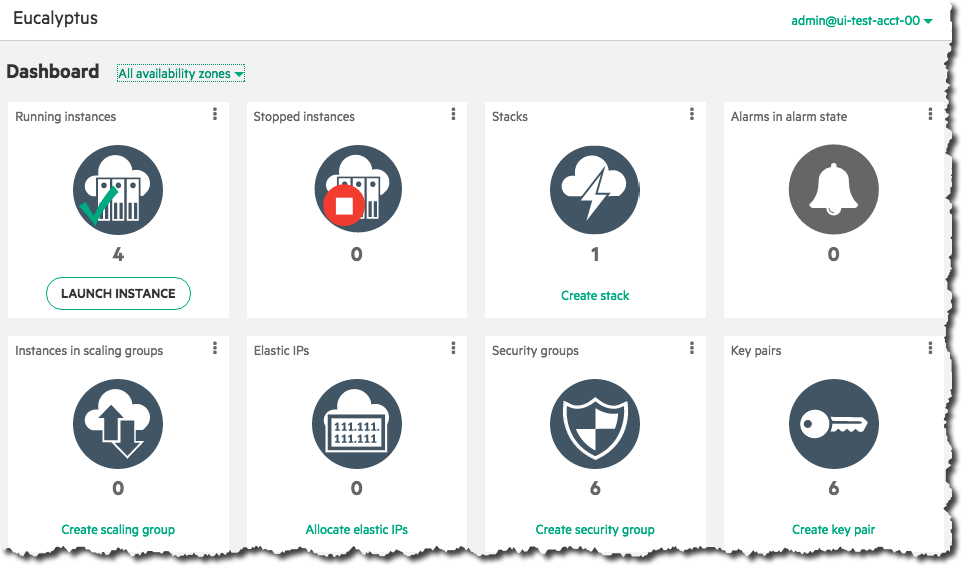 Eucalyptus
admin@ui-test-acct-00
Dashboard
All availability zones
Running instances
4
LAUNCH INSTANCE
Stopped instances
0
Stacks
1
Create stack
Alarms in alarm state
0
Instances in scaling groups
0
Create scaling group
Elastic IPs
111.111.
111.111
0
Allocate elastic IPs
Security groups
6
Create security group
Key pairs
6
Create key pair